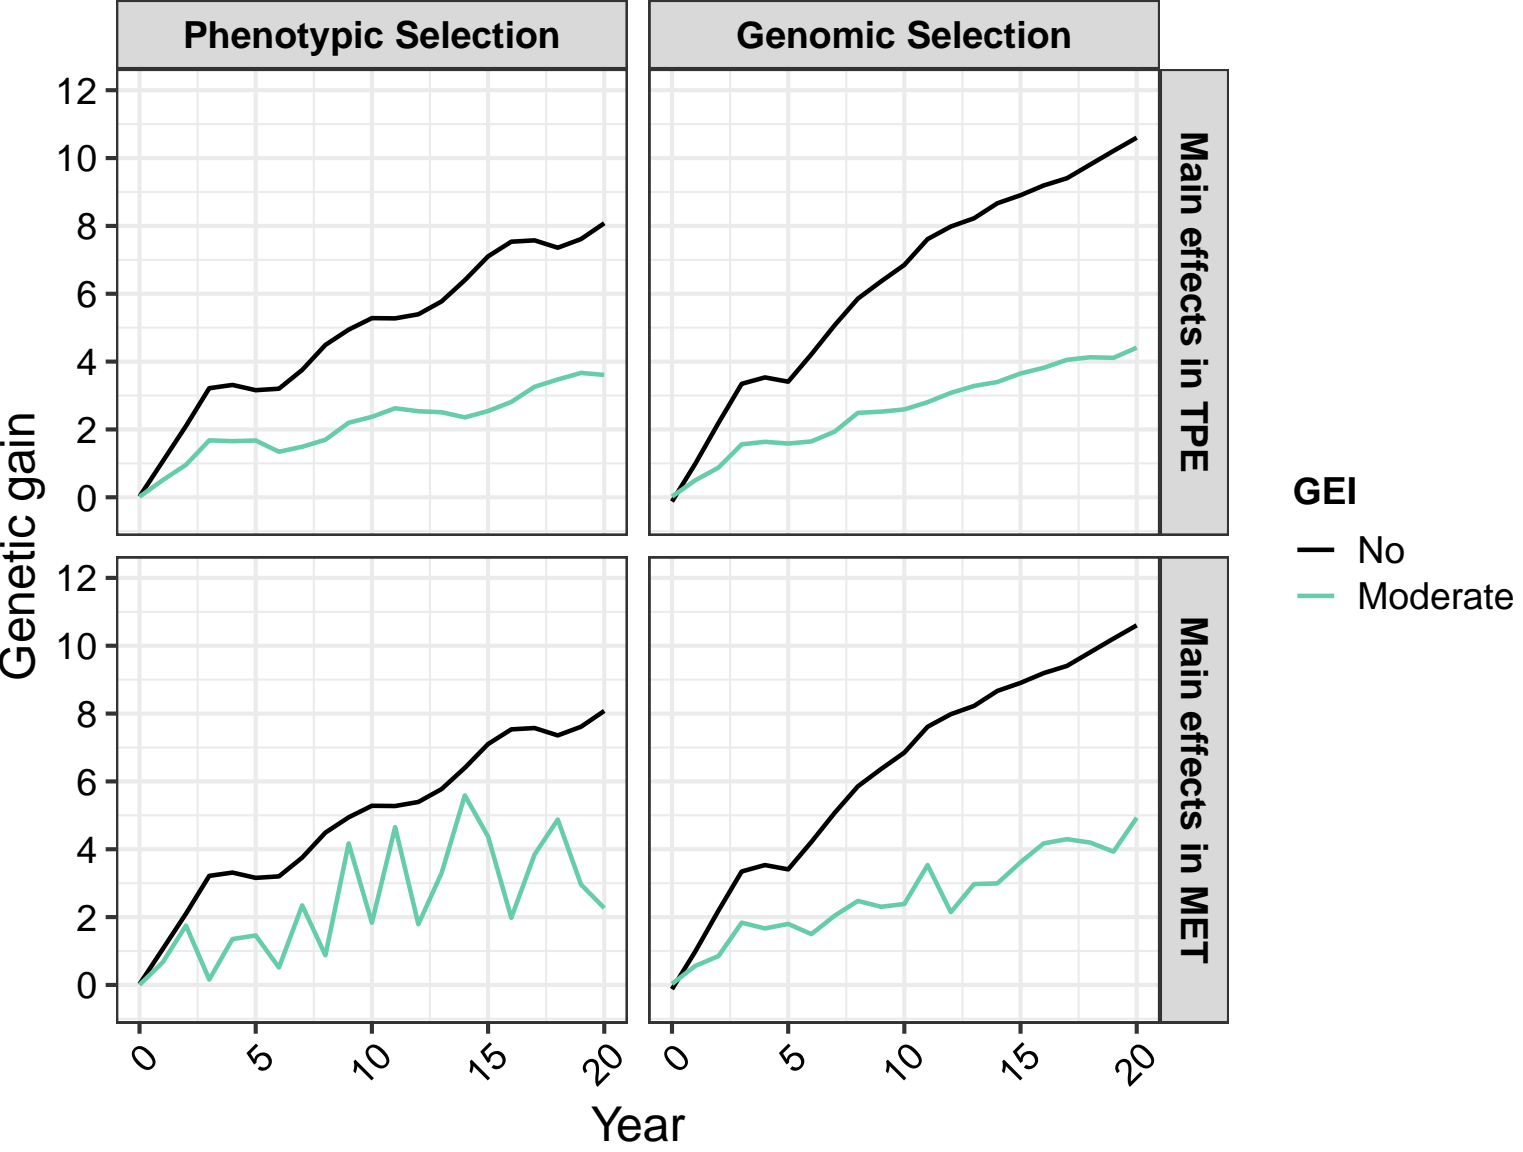 Phenotypic Selection
Genomic Selection
12
10
8
6
4
2
0
Main effects in TPE
12
10
8
6
4
2
0
Main effects in MET
Genetic gain
0 5 10 15 20
0 5 10 15 20
Year
GEI
No
Moderate